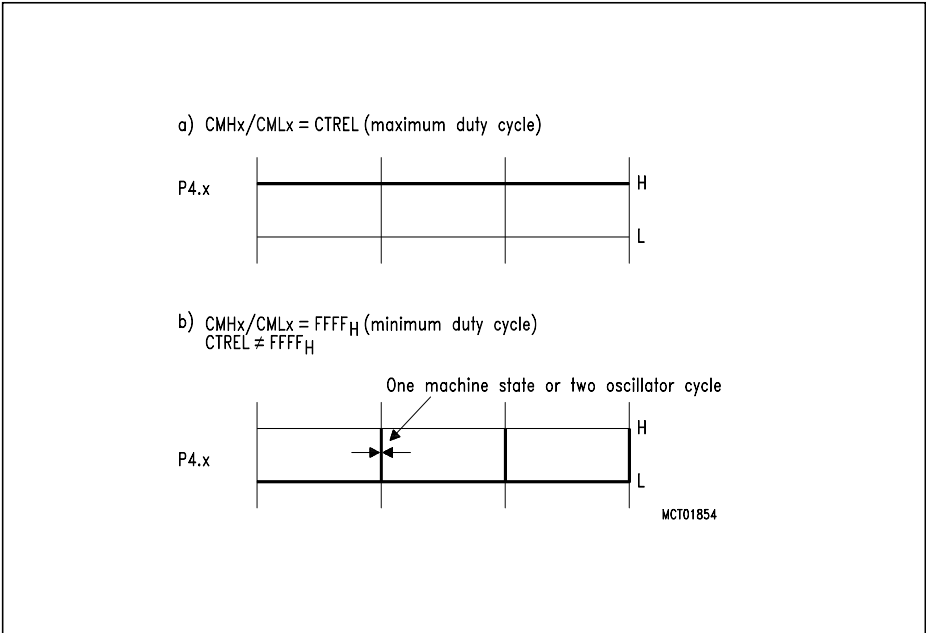 a) CMHx/CMLx = CTREL (maximum duty cycle)
P4.x
H
L
b) CMHx/CMLx = FFFFH (minimum duty cycle)
CTREL ≠ FFFFH
One machine state or two oscillator cycle
H
P4.x
L
MCT01854